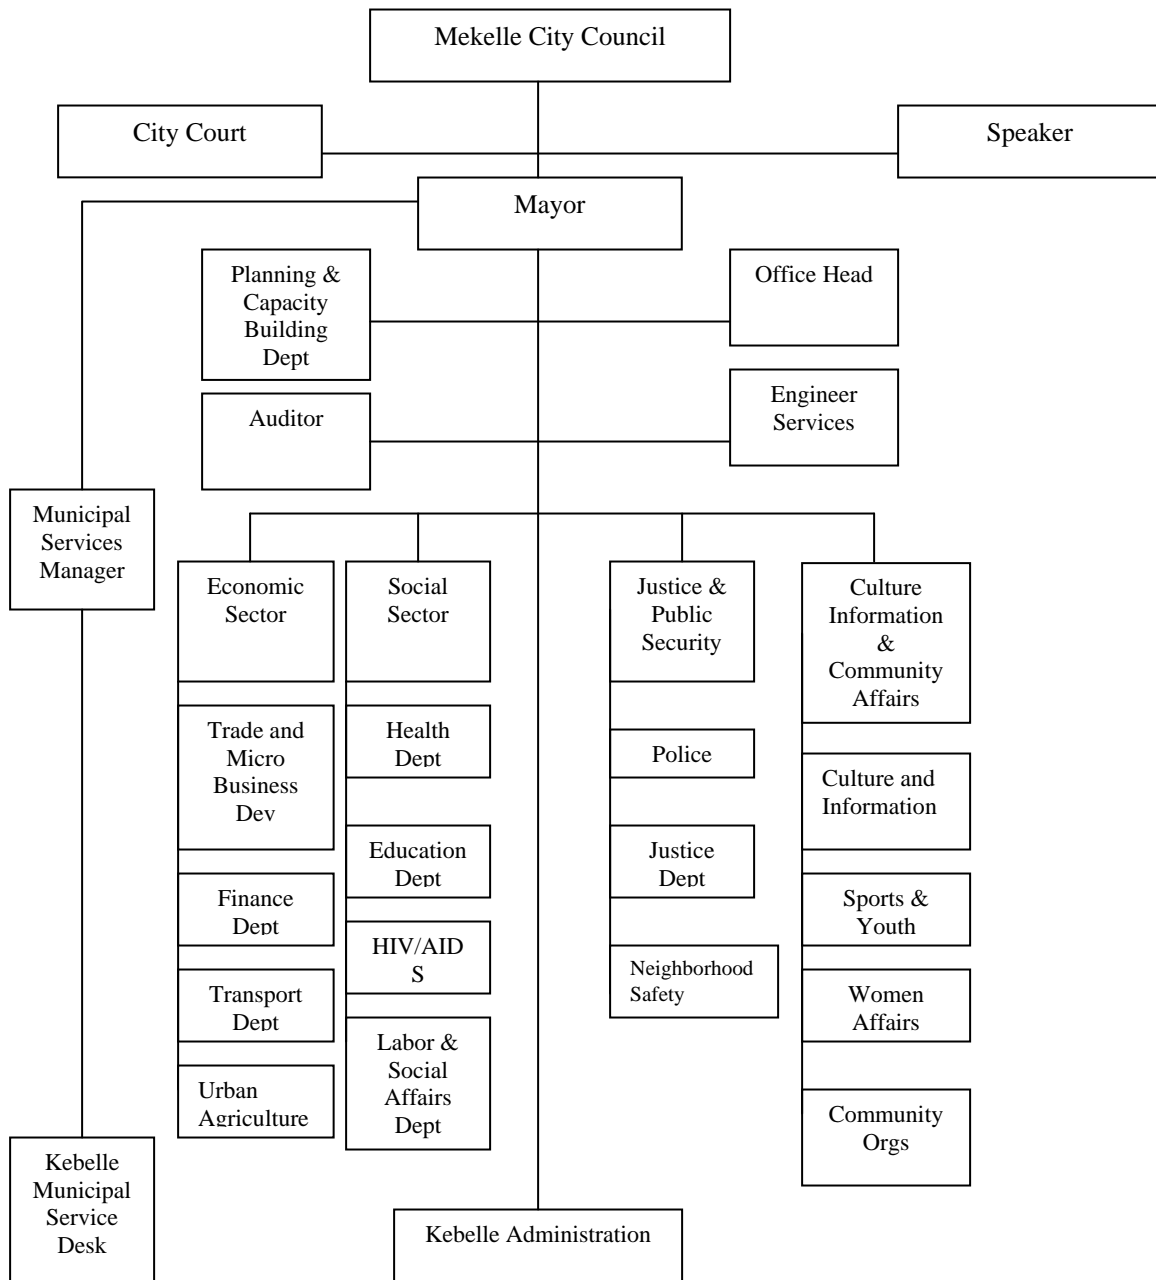 Mekelle City Council
City Court
Speaker
Mayor
Planning &
Capacity
Building
Dept
Office Head
Auditor
Engineer
Services
Municipal
Services
Manager
Economic
Sector
Social
Sector
Justice &
Public
Security
Culture
Information
&
Community
Affairs
Trade and
Micro
Business
Dev
Health
Dept
Police
Culture and
Information
Education
Dept
Justice
Dept
Finance
Dept
Sports &
Youth
HIV/AID
S
Neighborhood
Safety
Transport
Dept
Women
Affairs
Labor &
Social
Affairs
Dept
Urban
Agriculture
Community
Orgs
Kebelle
Municipal
Service
Desk
Kebelle Administration